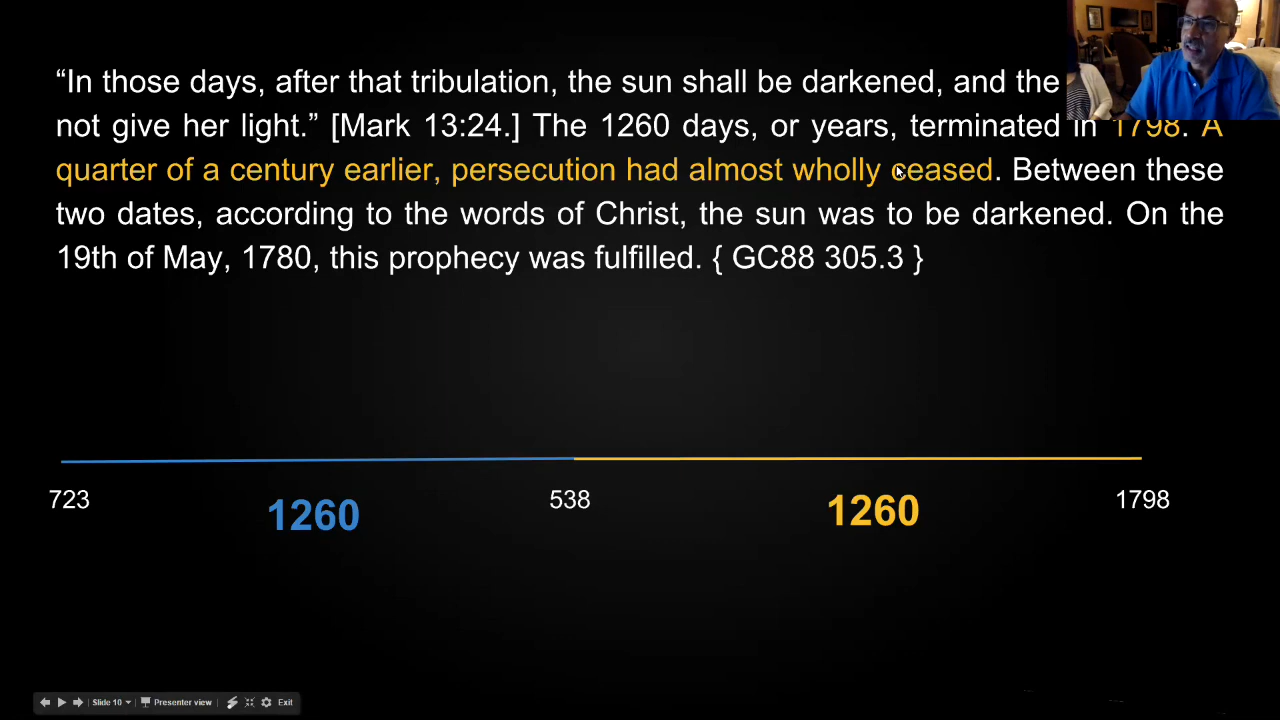 “In those days, after that tribulation, the sun shall be darkened, and the
not give her light.” [Mark 13:24.] The 1260 days, or years, terminated in 1798. A
quarter of a century earlier, persecution had almost wholly ceased. Between these
two dates, according to the words of Christ, the sun was to be darkened. On the
19th of May, 1780, this prophecy was fulfilled. { GC88 305.3 }
723
1260
538
1260
1798
Slide 10
Presenter view
Exit